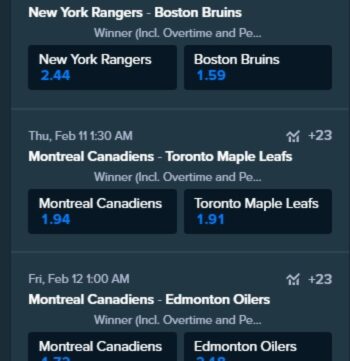 New York Rangers - Boston Bruins
Winner (Incl. Overtime and Pe...
New York Rangers Boston Bruins
2.44 1.59
Thu, Feb 11 1:30 AM +23
Montreal Canadiens - Toronto Maple Leafs
Winner (Incl. Overtime and Pe...
Montreal Canadiens Toronto Maple Leafs
1.94 1.91
Fri, Feb 12 1:00 AM +23
Montreal Canadiens - Edmonton Oilers
Winner (Incl. Overtime and Pe...
Montreal Canadiens Edmonton Oilers